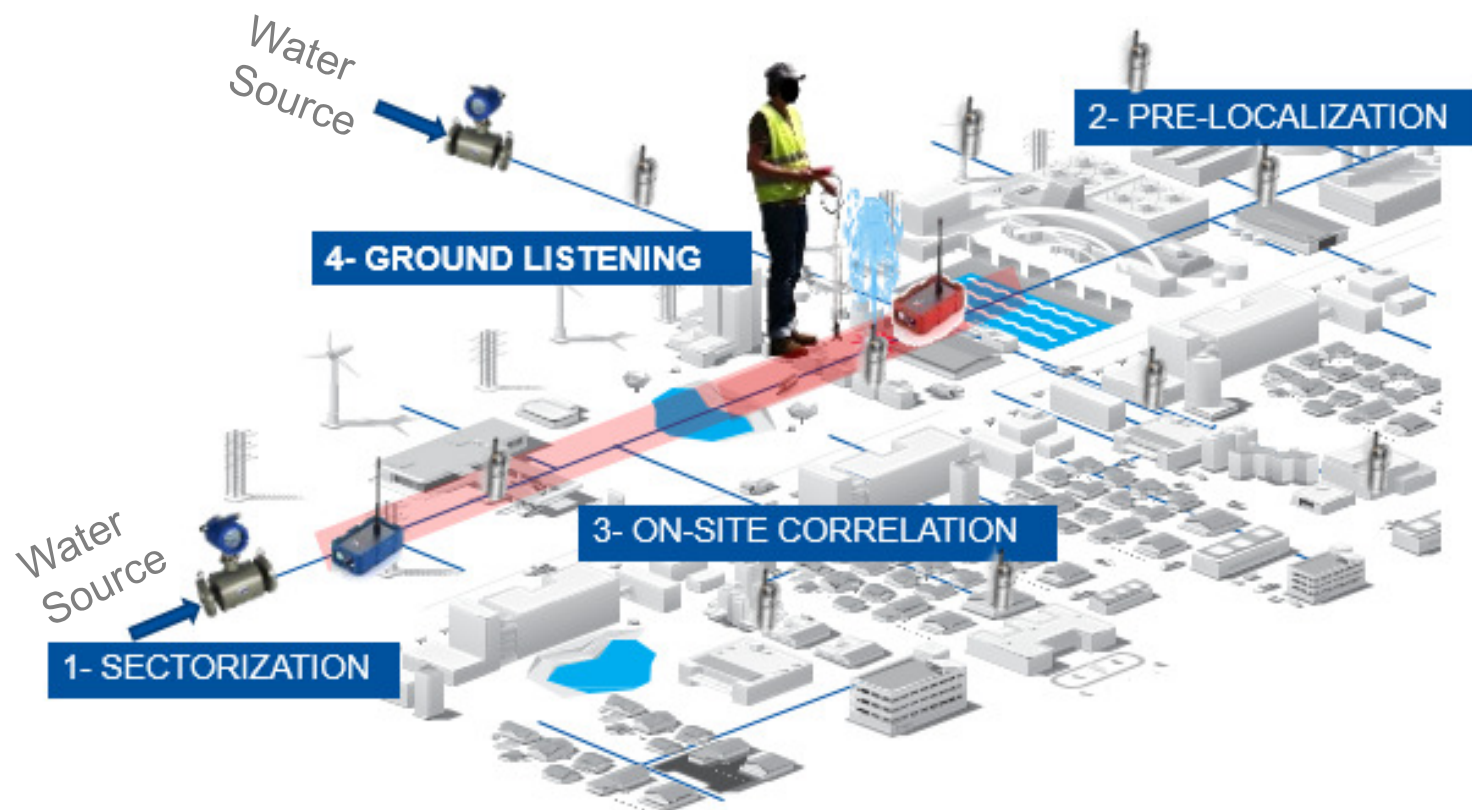 Water
Source
2- PRE-LOCALIZATION
4- GROUND LISTENING
3- ON-SITE CORRELATION
Water
Source
1- SECTORIZATION